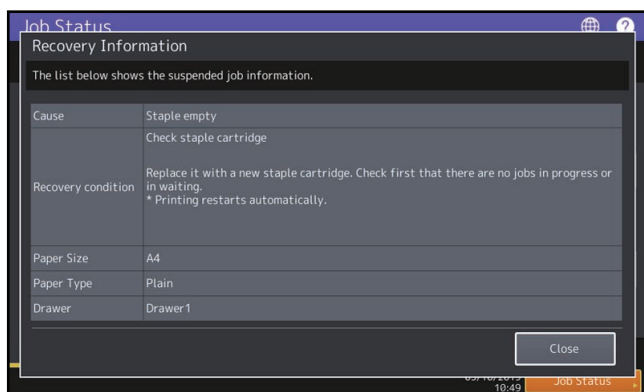 Job Status
Recovery Information
The list below shows the suspended job information.
Cause Staple empty
Check staple cartridge
Replace it with a new staple cartridge. Check first that there are no jobs in progress or
Recovery condition in waiting.
* Printing restarts automatically.
Paper Size A4
Paper Type Plain
Drawer Drawer1
Close
10:49 Job Status